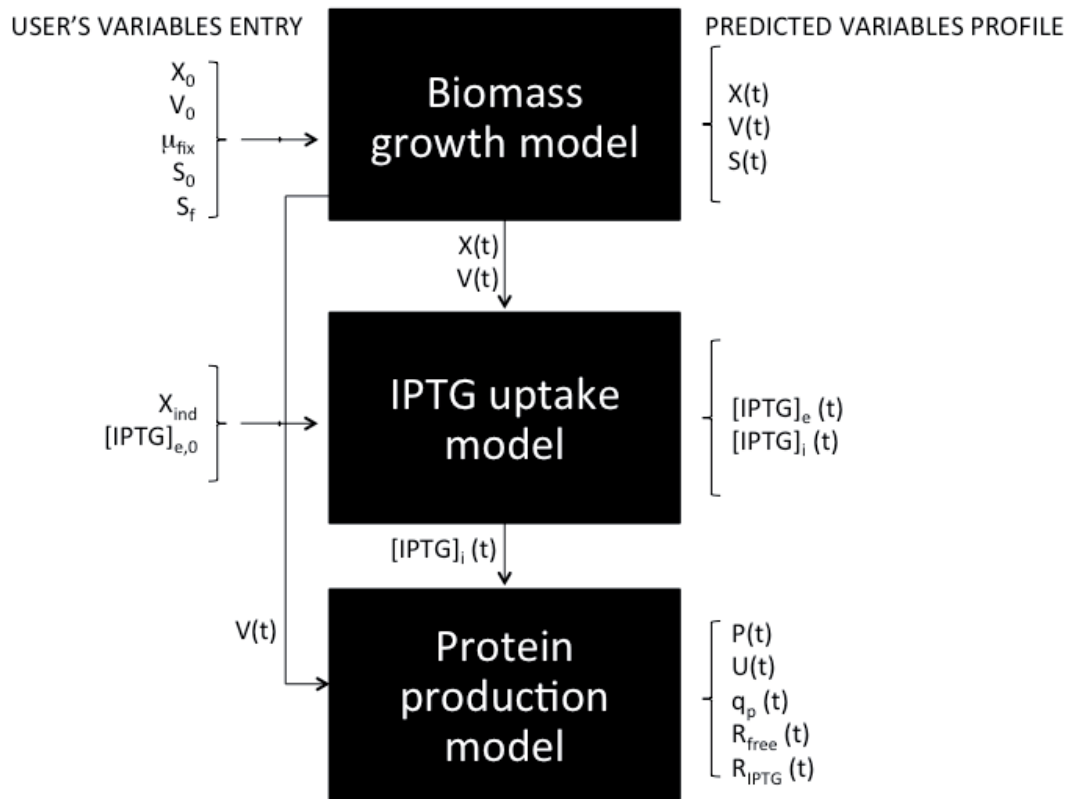 USER'S VARIABLES ENTRY
PREDICTED VARIABLES PROFILE
X₀
V₀
μfix
S₀
Sf
Biomass
growth model
X(t)
V(t)
S(t)
X(t)
V(t)
Xind
[IPTG]e,0
IPTG uptake
model
[IPTG]e (t)
[IPTG]i (t)
[IPTG]i (t)
V(t)
Protein
production
model
P(t)
U(t)
qp (t)
Rfree (t)
RIPTG (t)